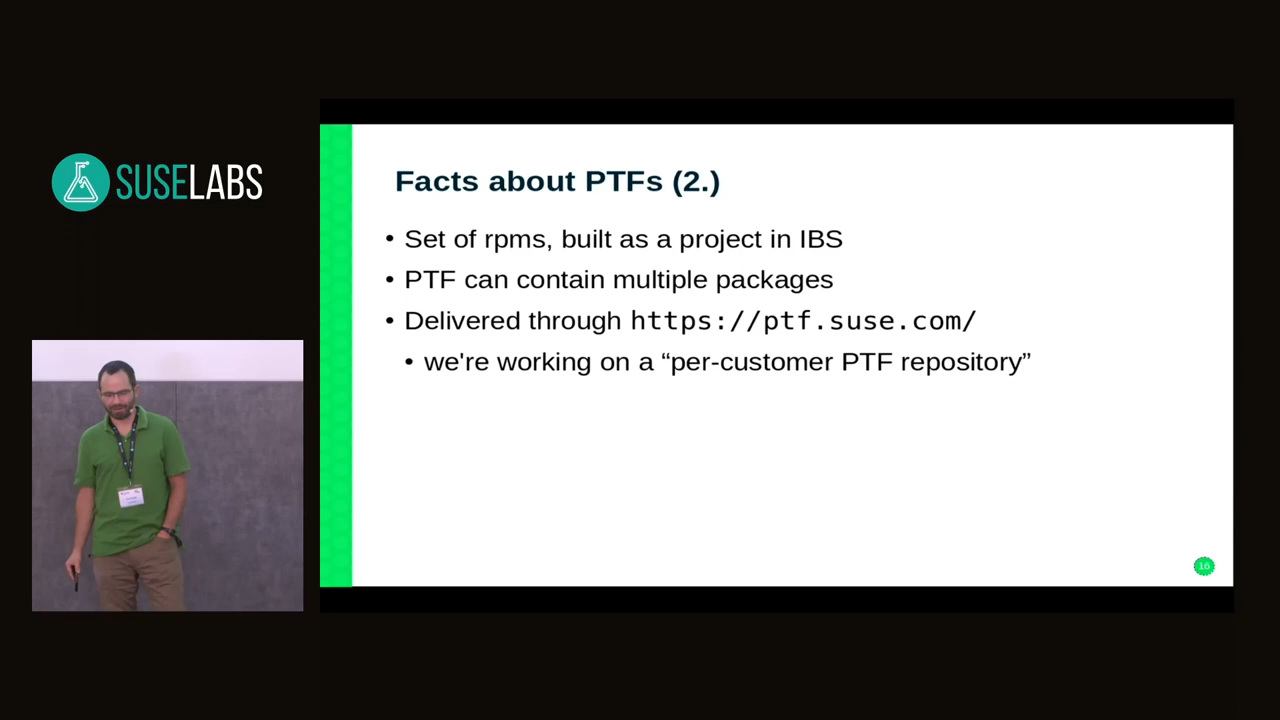 SUSELABS
Facts about PTFs (2.)
• Set of rpms, built as a project in IBS
• PTF can contain multiple packages
• Delivered through https://ptf.suse.com/
• we're working on a “per-customer PTF repository”
16